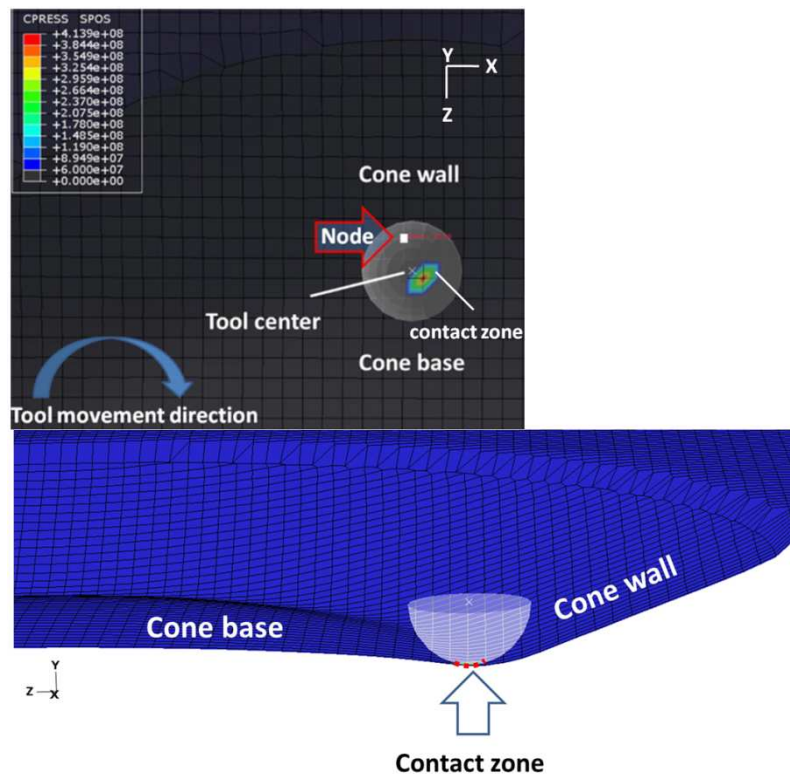 CPRESS SPOS
+4.139e+08
+3.844e+08
+3.549e+08
+3.254e+08
+2.959e+08
+2.664e+08
+2.370e+08
+2.075e+08
+1.780e+08
+1.485e+08
+1.190e+08
+8.949e+07
+6.000e+07
+0.000e+00
Y
X
Z
Cone wall
Node
Tool center
contact zone
Cone base
Tool movement direction
Cone wall
Cone base
Y
Z
X
Contact zone